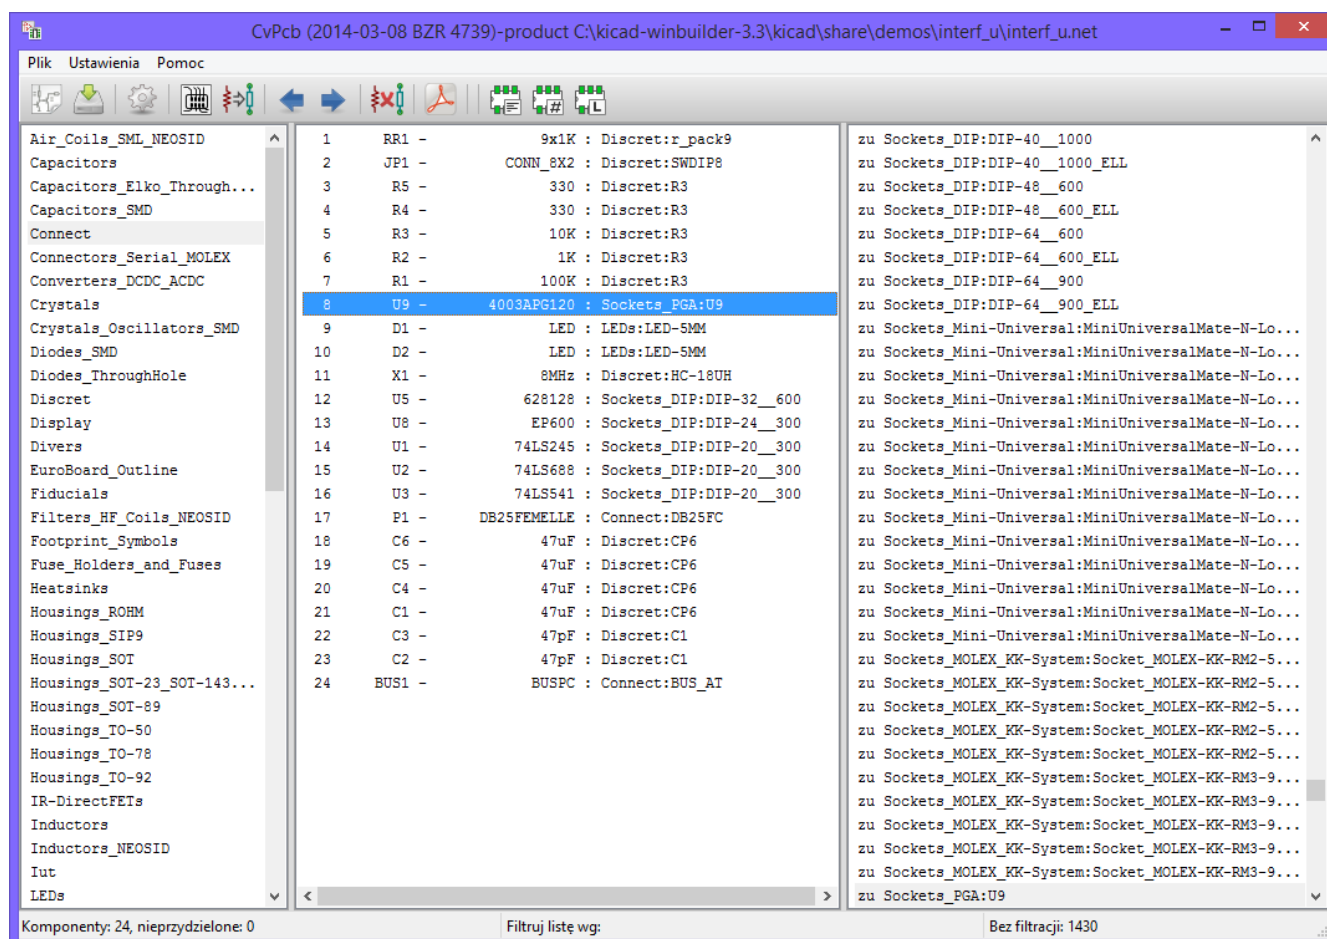 CvPcb (2014-03-08 BZR 4739)-product C:\kicad-winbuilder-3.3\kicad\share\demos\interf_u\interf_u.net
Plik Ustawienia Pomoc
Air_Coils_SML_NEOSID
Capacitors
Capacitors_Elko_Through...
Capacitors_SMD
Connect
Connectors_Serial_MOLEX
Converters_DCDC_ACDC
Crystals
Crystals_Oscillators_SMD
Diodes_SMD
Diodes_ThroughHole
Discret
Display
Divers
EuroBoard_Outline
Fiducials
Filters_HF_Coils_NEOSID
Footprint_Symbols
Fuse_Holders_and_Fuses
Heatsinks
Housings_ROHM
Housings_SIP9
Housings_SOT
Housings_SOT-23_SOT-143...
Housings_SOT-89
Housings_TO-50
Housings_TO-78
Housings_TO-92
IR-DirectFETs
Inductors
Inductors_NEOSID
Iut
LEDs
1 RR1 - 9x1K : Discret:r_pack9
2 JP1 - CONN_8X2 : Discret:SWDIP8
3 R5 - 330 : Discret:R3
4 R4 - 330 : Discret:R3
5 R3 - 10K : Discret:R3
6 R2 - 1K : Discret:R3
7 R1 - 100K : Discret:R3
8 U9 - 4003APG120 : Sockets_PGA:U9
9 D1 - LED : LEDs:LED-5MM
10 D2 - LED : LEDs:LED-5MM
11 X1 - 8MHz : Discret:HC-18UH
12 U5 - 628128 : Sockets_DIP:DIP-32__600
13 U8 - EP600 : Sockets_DIP:DIP-24__300
14 U1 - 74LS245 : Sockets_DIP:DIP-20__300
15 U2 - 74LS688 : Sockets_DIP:DIP-20__300
16 U3 - 74LS541 : Sockets_DIP:DIP-20__300
17 P1 - DB25FEMELLE : Connect:DB25FC
18 C6 - 47uF : Discret:CP6
19 C5 - 47uF : Discret:CP6
20 C4 - 47uF : Discret:CP6
21 C1 - 47uF : Discret:CP6
22 C3 - 47pF : Discret:C1
23 C2 - 47pF : Discret:C1
24 BUS1 - BUSPC : Connect:BUS_AT
zu Sockets_DIP:DIP-40__1000
zu Sockets_DIP:DIP-40__1000_ELL
zu Sockets_DIP:DIP-48__600
zu Sockets_DIP:DIP-48__600_ELL
zu Sockets_DIP:DIP-64__600
zu Sockets_DIP:DIP-64__600_ELL
zu Sockets_DIP:DIP-64__900
zu Sockets_DIP:DIP-64__900_ELL
zu Sockets_Mini-Universal:MiniUniversalMate-N-Lo...
zu Sockets_Mini-Universal:MiniUniversalMate-N-Lo...
zu Sockets_Mini-Universal:MiniUniversalMate-N-Lo...
zu Sockets_Mini-Universal:MiniUniversalMate-N-Lo...
zu Sockets_Mini-Universal:MiniUniversalMate-N-Lo...
zu Sockets_Mini-Universal:MiniUniversalMate-N-Lo...
zu Sockets_Mini-Universal:MiniUniversalMate-N-Lo...
zu Sockets_Mini-Universal:MiniUniversalMate-N-Lo...
zu Sockets_Mini-Universal:MiniUniversalMate-N-Lo...
zu Sockets_Mini-Universal:MiniUniversalMate-N-Lo...
zu Sockets_Mini-Universal:MiniUniversalMate-N-Lo...
zu Sockets_Mini-Universal:MiniUniversalMate-N-Lo...
zu Sockets_Mini-Universal:MiniUniversalMate-N-Lo...
zu Sockets_Mini-Universal:MiniUniversalMate-N-Lo...
zu Sockets_MOLEX_KK-System:Socket_MOLEX-KK-RM2-5...
zu Sockets_MOLEX_KK-System:Socket_MOLEX-KK-RM2-5...
zu Sockets_MOLEX_KK-System:Socket_MOLEX-KK-RM2-5...
zu Sockets_MOLEX_KK-System:Socket_MOLEX-KK-RM2-5...
zu Sockets_MOLEX_KK-System:Socket_MOLEX-KK-RM2-5...
zu Sockets_MOLEX_KK-System:Socket_MOLEX-KK-RM3-9...
zu Sockets_MOLEX_KK-System:Socket_MOLEX-KK-RM3-9...
zu Sockets_MOLEX_KK-System:Socket_MOLEX-KK-RM3-9...
zu Sockets_MOLEX_KK-System:Socket_MOLEX-KK-RM3-9...
zu Sockets_MOLEX_KK-System:Socket_MOLEX-KK-RM3-9...
zu Sockets_PGA:U9
Komponenty: 24, nieprzydzielone: 0
Filtruj listę wg:
Bez filtracji: 1430